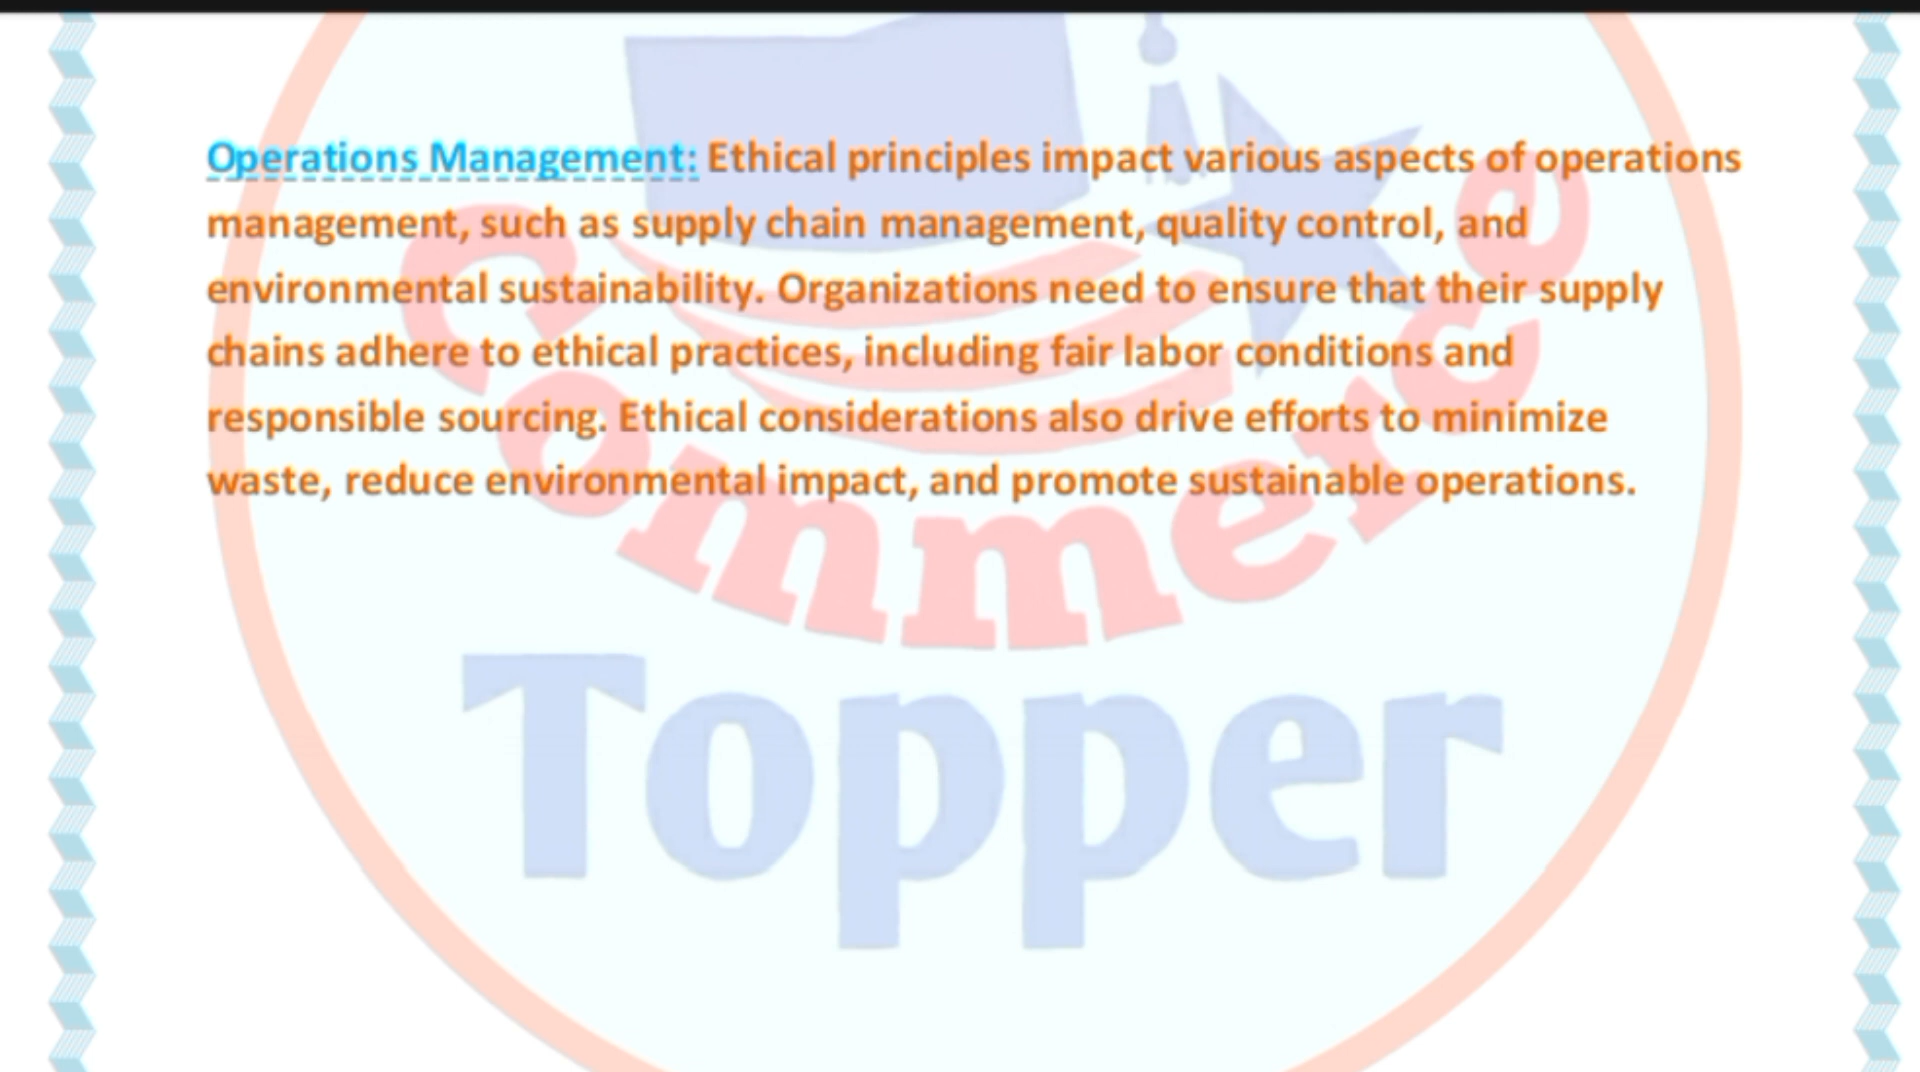 Operations Management: Ethical principles impact various aspects of operations
management, such as supply chain management, quality control, and
environmental sustainability. Organizations need to ensure that their supply
chains adhere to ethical practices, including fair labor conditions and
responsible sourcing. Ethical considerations also drive efforts to minimize
waste, reduce environmental impact, and promote sustainable operations.
Commerce
Topper